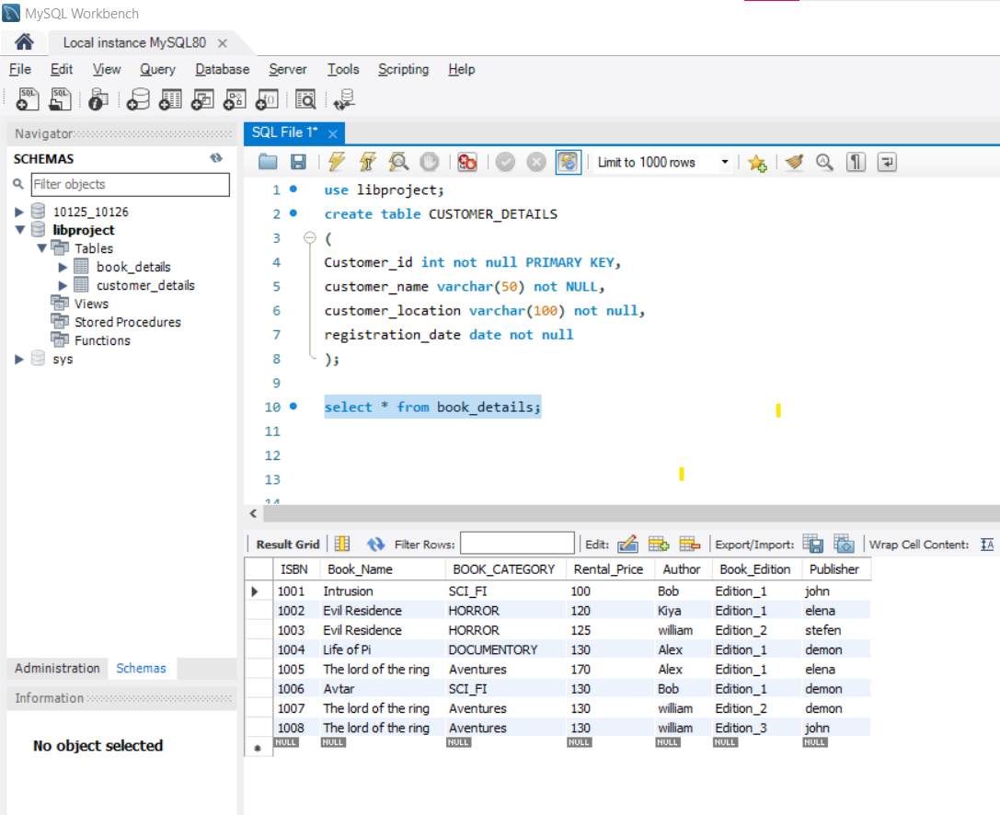 MySQL Workbench
Local instance MySQL80
File Edit View Query Database Server Tools Scripting Help
Navigator
SCHEMAS
Filter objects
10125_10126
libproject
Tables
book_details
customer_details
Views
Stored Procedures
Functions
sys
Administration Schemas
Information
No object selected
SQL File 1*
Limit to 1000 rows
1 use libproject;
2 create table CUSTOMER_DETAILS
3 (
4 Customer_id int not null PRIMARY KEY,
5 customer_name varchar(50) not NULL,
6 customer_location varchar(100) not null,
7 registration_date date not null
8 );
9
10 select * from book_details;
11
12
13
14
Result Grid Filter Rows: Edit: Export/Import: Wrap Cell Content:
ISBN Book_Name BOOK_CATEGORY Rental_Price Author Book_Edition Publisher
1001 Intrusion SCI_FI 100 Bob Edition_1 john
1002 Evil Residence HORROR 120 Kiya Edition_1 elena
1003 Evil Residence HORROR 125 william Edition_2 stefen
1004 Life of Pi DOCUMENTORY 130 Alex Edition_1 demon
1005 The lord of the ring Aventures 170 Alex Edition_1 elena
1006 Avtar SCI_FI 130 Bob Edition_1 demon
1007 The lord of the ring Aventures 130 william Edition_2 demon
1008 The lord of the ring Aventures 130 william Edition_3 john
NULL NULL NULL NULL NULL NULL NULL